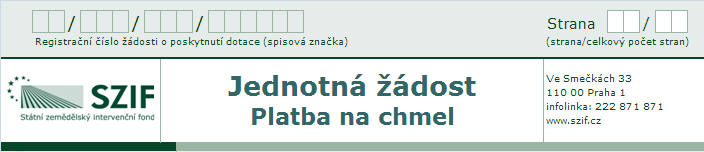 / / / Strana /
Registrační číslo žádosti o poskytnutí dotace (spisová značka) (strana/celkový počet stran)
SZIF
Státní zemědělský intervenční fond
Jednotná žádost
Platba na chmel
Ve Smečkách 33
110 00 Praha 1
infolinka: 222 871 871
www.szif.cz